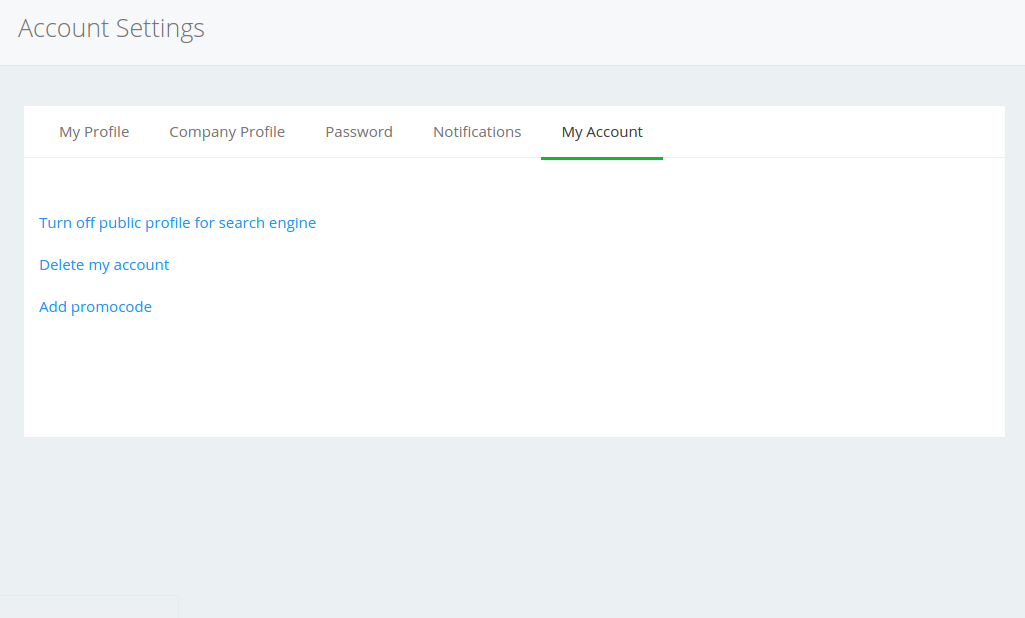 Account Settings
My Profile Company Profile Password Notifications My Account
Turn off public profile for search engine
Delete my account
Add promocode